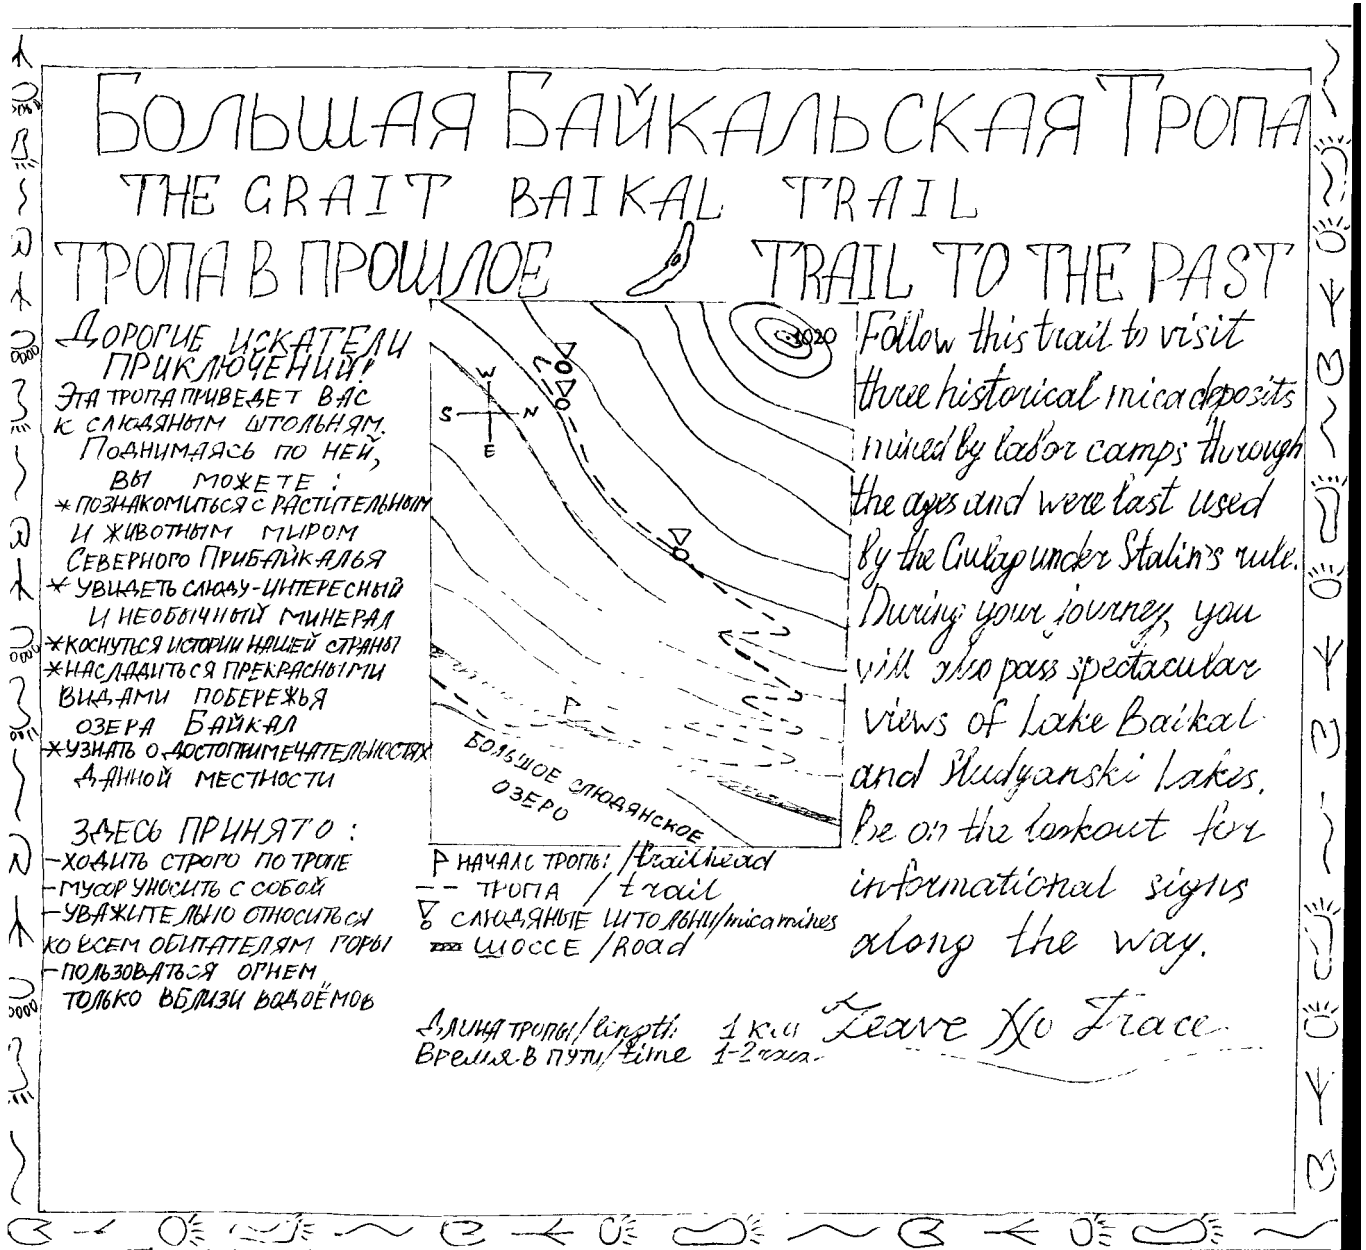 Большая Байкальская Тропа
THE GRAIT BAIKAL TRAIL
ТРОПА В ПРОШЛОЕ
TRAIL TO THE PAST
Дорогие искатели
приключений!
Эта тропа приведет вас
к слюдяным штольням.
Поднимаясь по ней,
вы можете:
* познакомиться с растительным
и животным миром
Северного Прибайкалья
* увидеть слюду-интересный
и необычный минерал
* коснуться истории нашей страны
* насладиться прекрасными
видами побережья
озера Байкал
* узнать о достопримечательностях
данной местности
Здесь принято:
- ходить строго по тропе
- мусор уносить с собой
- уважительно относиться
ко всем обитателям горы
- пользоваться огнем
только вблизи водоёмов
1020
W
S N
E
Большое Слюдянское
озеро
Начало тропы / trailhead
тропа / trail
слюдяные штольни / mica mines
шоссе / Road
Длина тропы / length 1 км
Время в пути / time 1-2 часа.
Follow this trail to visit
three historical mica deposits
mined by labor camps through
the ages and were last used
by the Gulag under Stalin's rule.
During your journey, you
will also pass spectacular
views of Lake Baikal
and Sludyanski Lakes.
Be on the lookout for
informational signs
along the way.
Leave No Trace